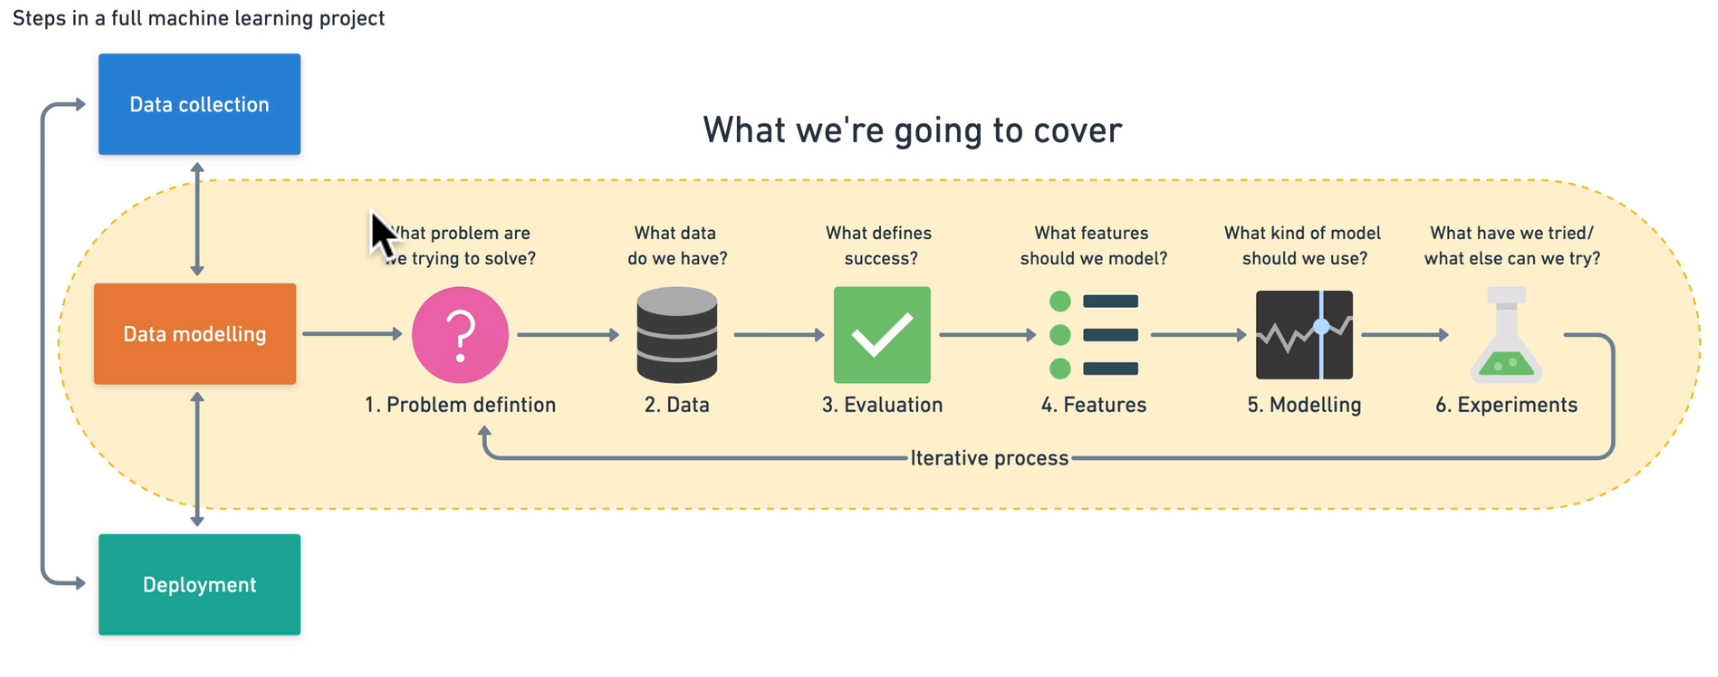 Steps in a full machine learning project
Data collection
What we're going to cover
What problem are
we trying to solve?
What data
do we have?
What defines
success?
What features
should we model?
What kind of model
should we use?
What have we tried/
what else can we try?
Data modelling
?
1. Problem defintion
2. Data
3. Evaluation
4. Features
5. Modelling
6. Experiments
Iterative process
Deployment